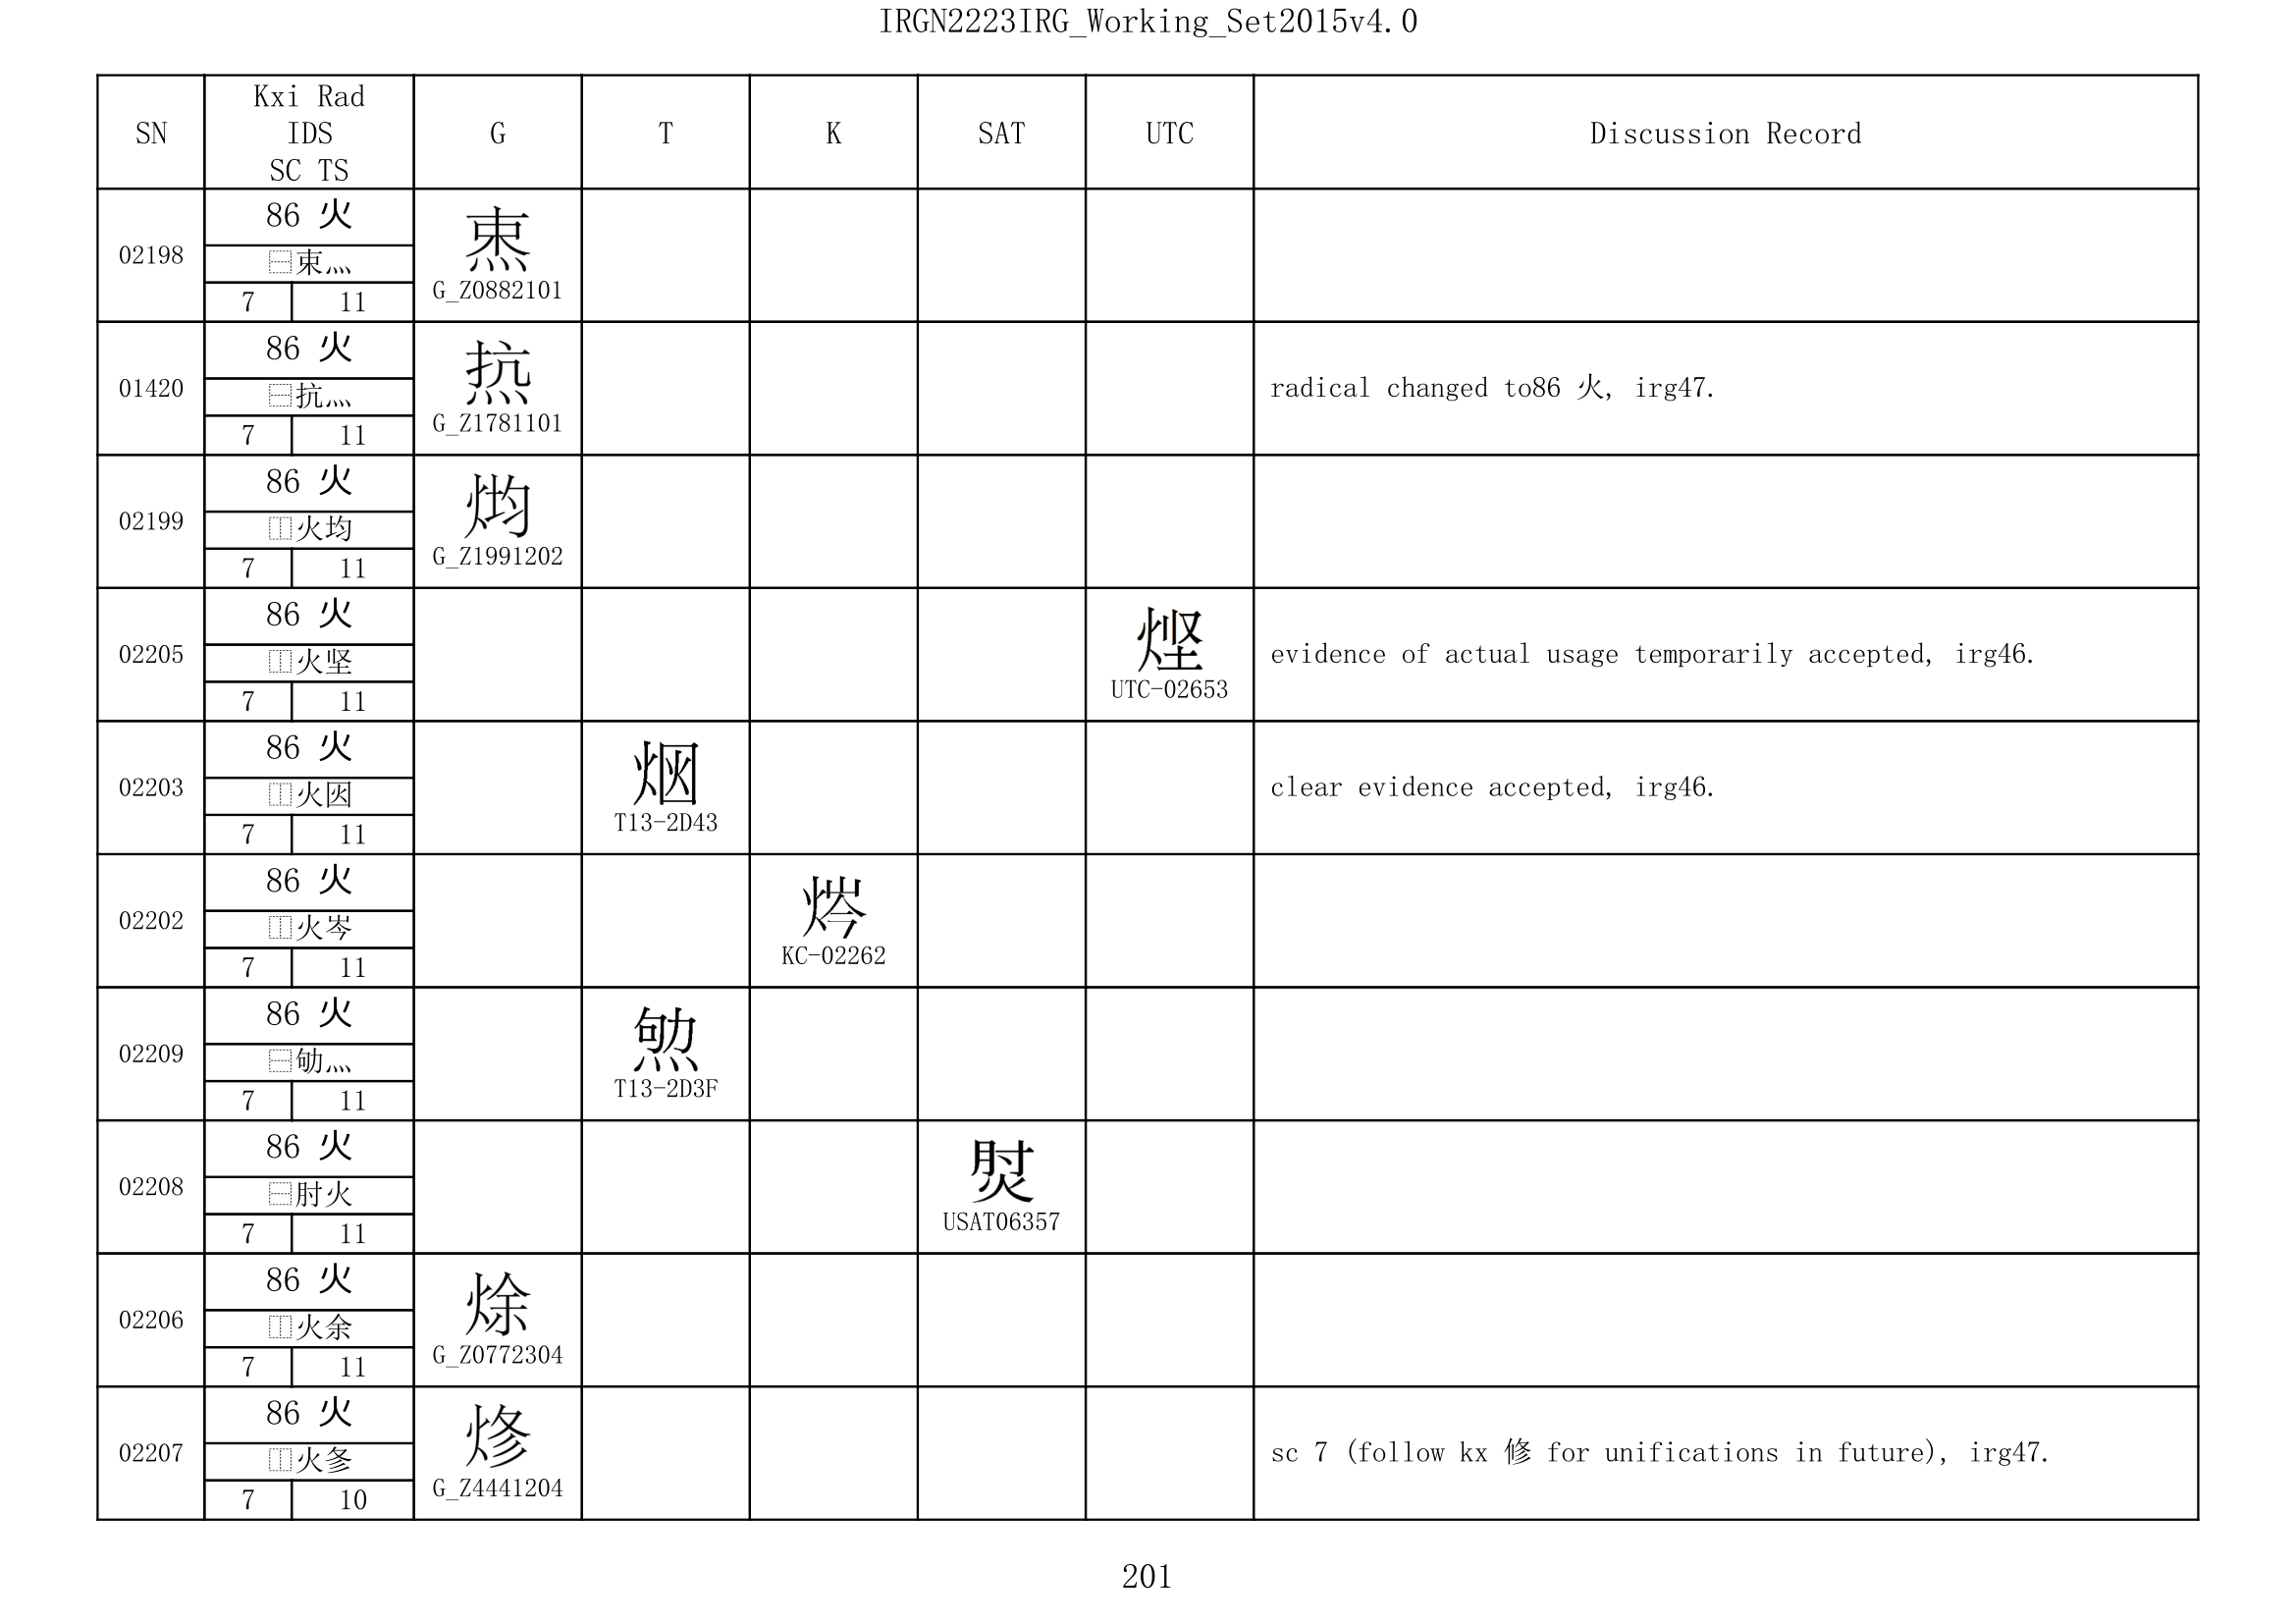 IRGN2223IRG_Working_Set2015v4.0
SN Kxi Rad IDS SC TS G T K SAT UTC Discussion Record
02198 86 火
⿱東灬
7 11
G_Z0882101
01420 86 火
⿱抗灬
7 11
G_Z1781101
radical changed to86 火, irg47.
02199 86 火
⿰火均
7 11
G_Z1991202
02205 86 火
⿰火坚
7 11
UTC-02653
evidence of actual usage temporarily accepted, irg46.
02203 86 火
⿰火
7 11
T13-2D43
clear evidence accepted, irg46.
02202 86 火
⿰火岑
7 11
KC-02262
02209 86 火
⿱劬灬
7 11
T13-2D3F
02208 86 火
⿱肘火
7 11
USAT06357
02206 86 火
⿰火余
7 11
G_Z0772304
02207 86 火
⿰火㣊
7 10
G_Z4441204
sc 7 (follow kx 修 for unifications in future), irg47.
201